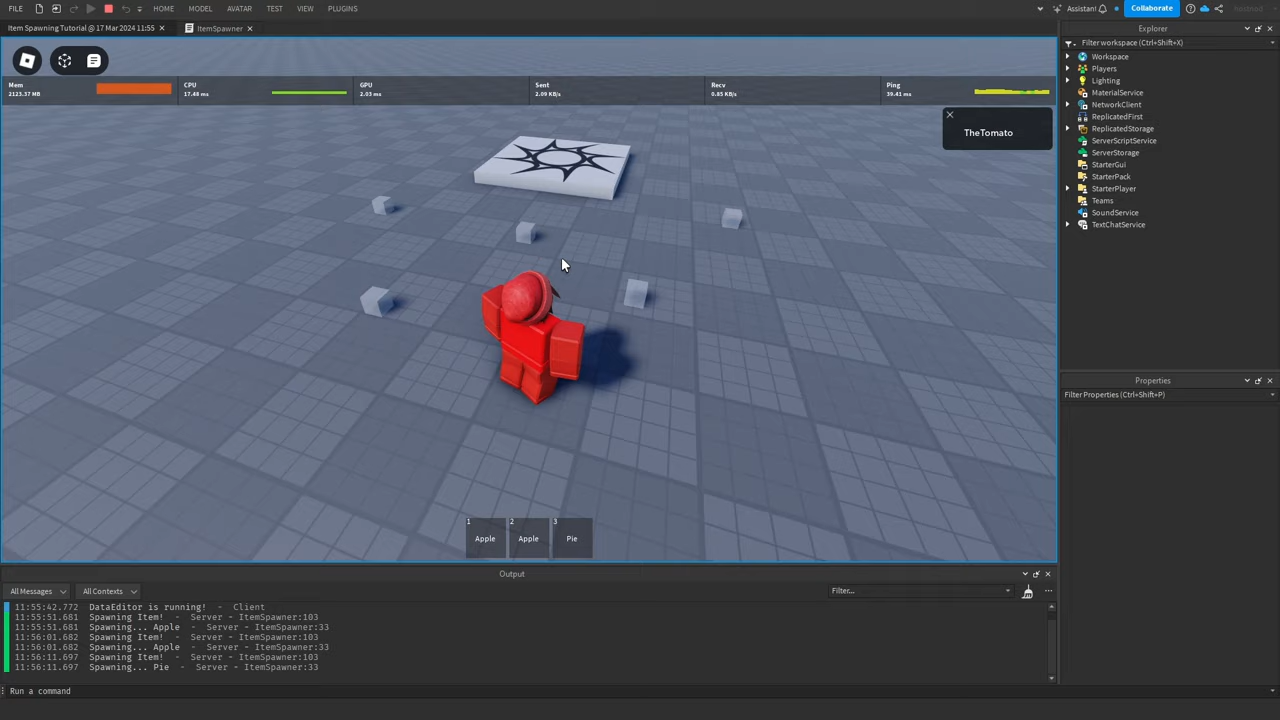 FILE HOME MODEL AVATAR TEST VIEW PLUGINS Assistant Collaborate
Item Spawning Tutorial @ 17 Mar 2024 11:55 ItemSpawner Explorer
Filter workspace (Ctrl+Shift+X)
Workspace
Players
Lighting
MaterialService
NetworkClient
ReplicatedFirst
ReplicatedStorage
ServerScriptService
ServerStorage
StarterGui
StarterPack
StarterPlayer
Teams
SoundService
TextChatService
Mem CPU GPU Sent Recv Ping
2123.37 MB 17.48 ms 2.03 ms 2.09 KB/s 0.85 KB/s 39.41 ms
TheTomato
Properties
Filter Properties (Ctrl+Shift+P)
1 2 3
Apple Apple Pie
Output
All Messages All Contexts Filter...
11:55:42.772 DataEditor is running! - Client
11:55:51.681 Spawning Item! - Server - ItemSpawner:103
11:55:51.681 Spawning... Apple - Server - ItemSpawner:33
11:56:01.682 Spawning Item! - Server - ItemSpawner:103
11:56:01.682 Spawning... Apple - Server - ItemSpawner:33
11:56:11.697 Spawning Item! - Server - ItemSpawner:103
11:56:11.697 Spawning... Pie - Server - ItemSpawner:33
Run a command